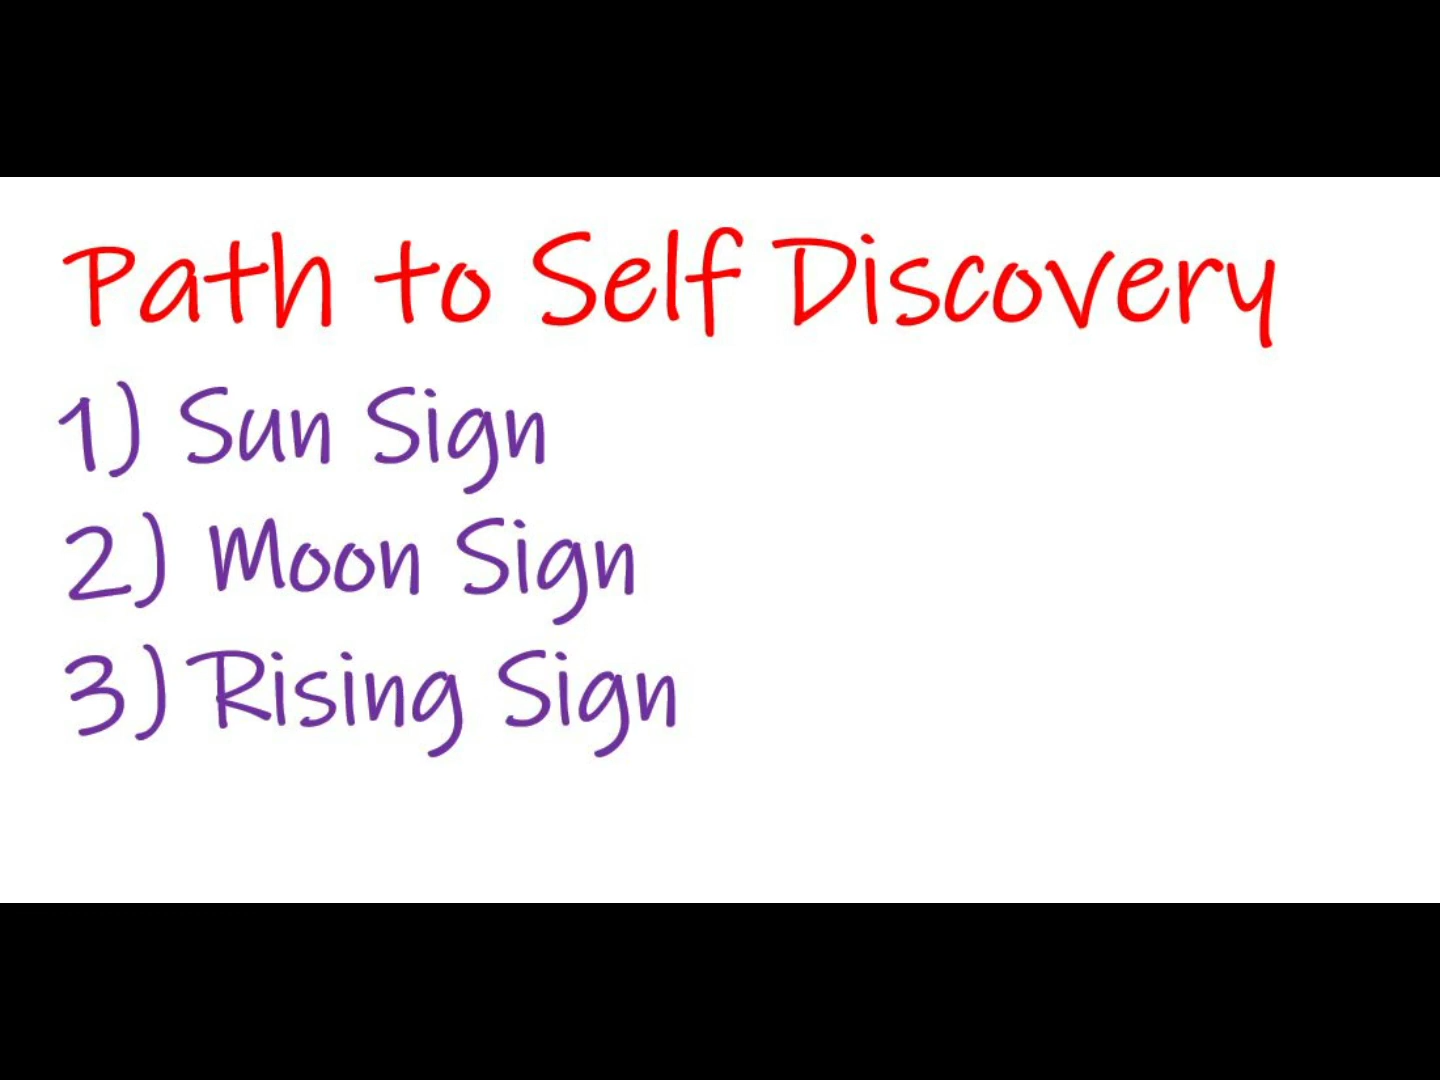 Path to Self Discovery
1) Sun Sign
2) Moon Sign
3) Rising Sign